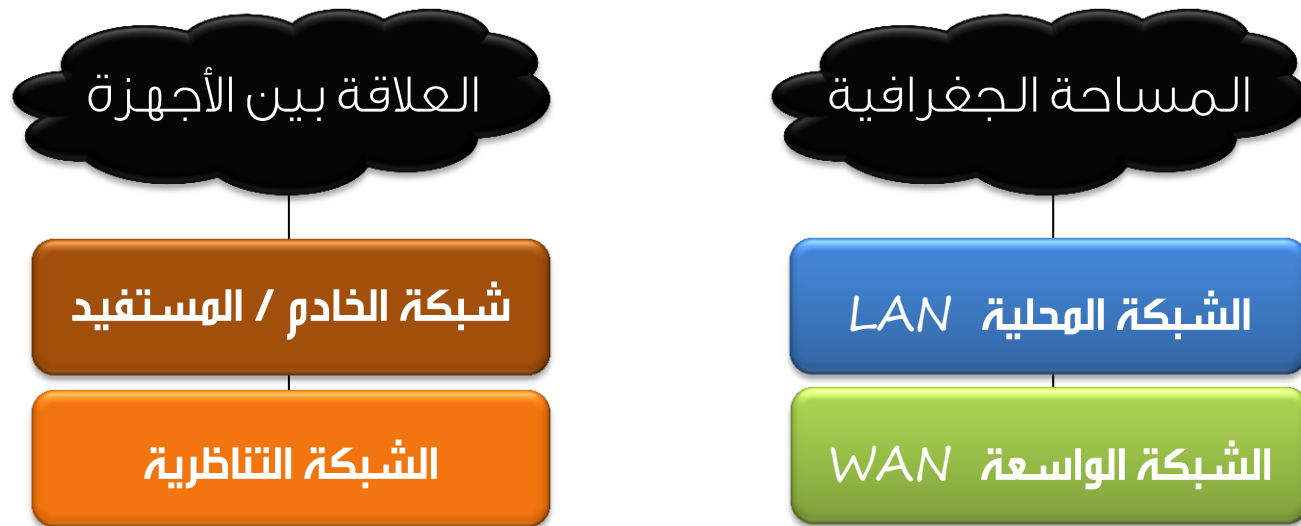 المساحة الجغرافية
الشبكة المحلية LAN
الشبكة الواسعة WAN
العلاقة بين الأجهزة
شبكة الخادم / المستفيد
الشبكة التناظرية